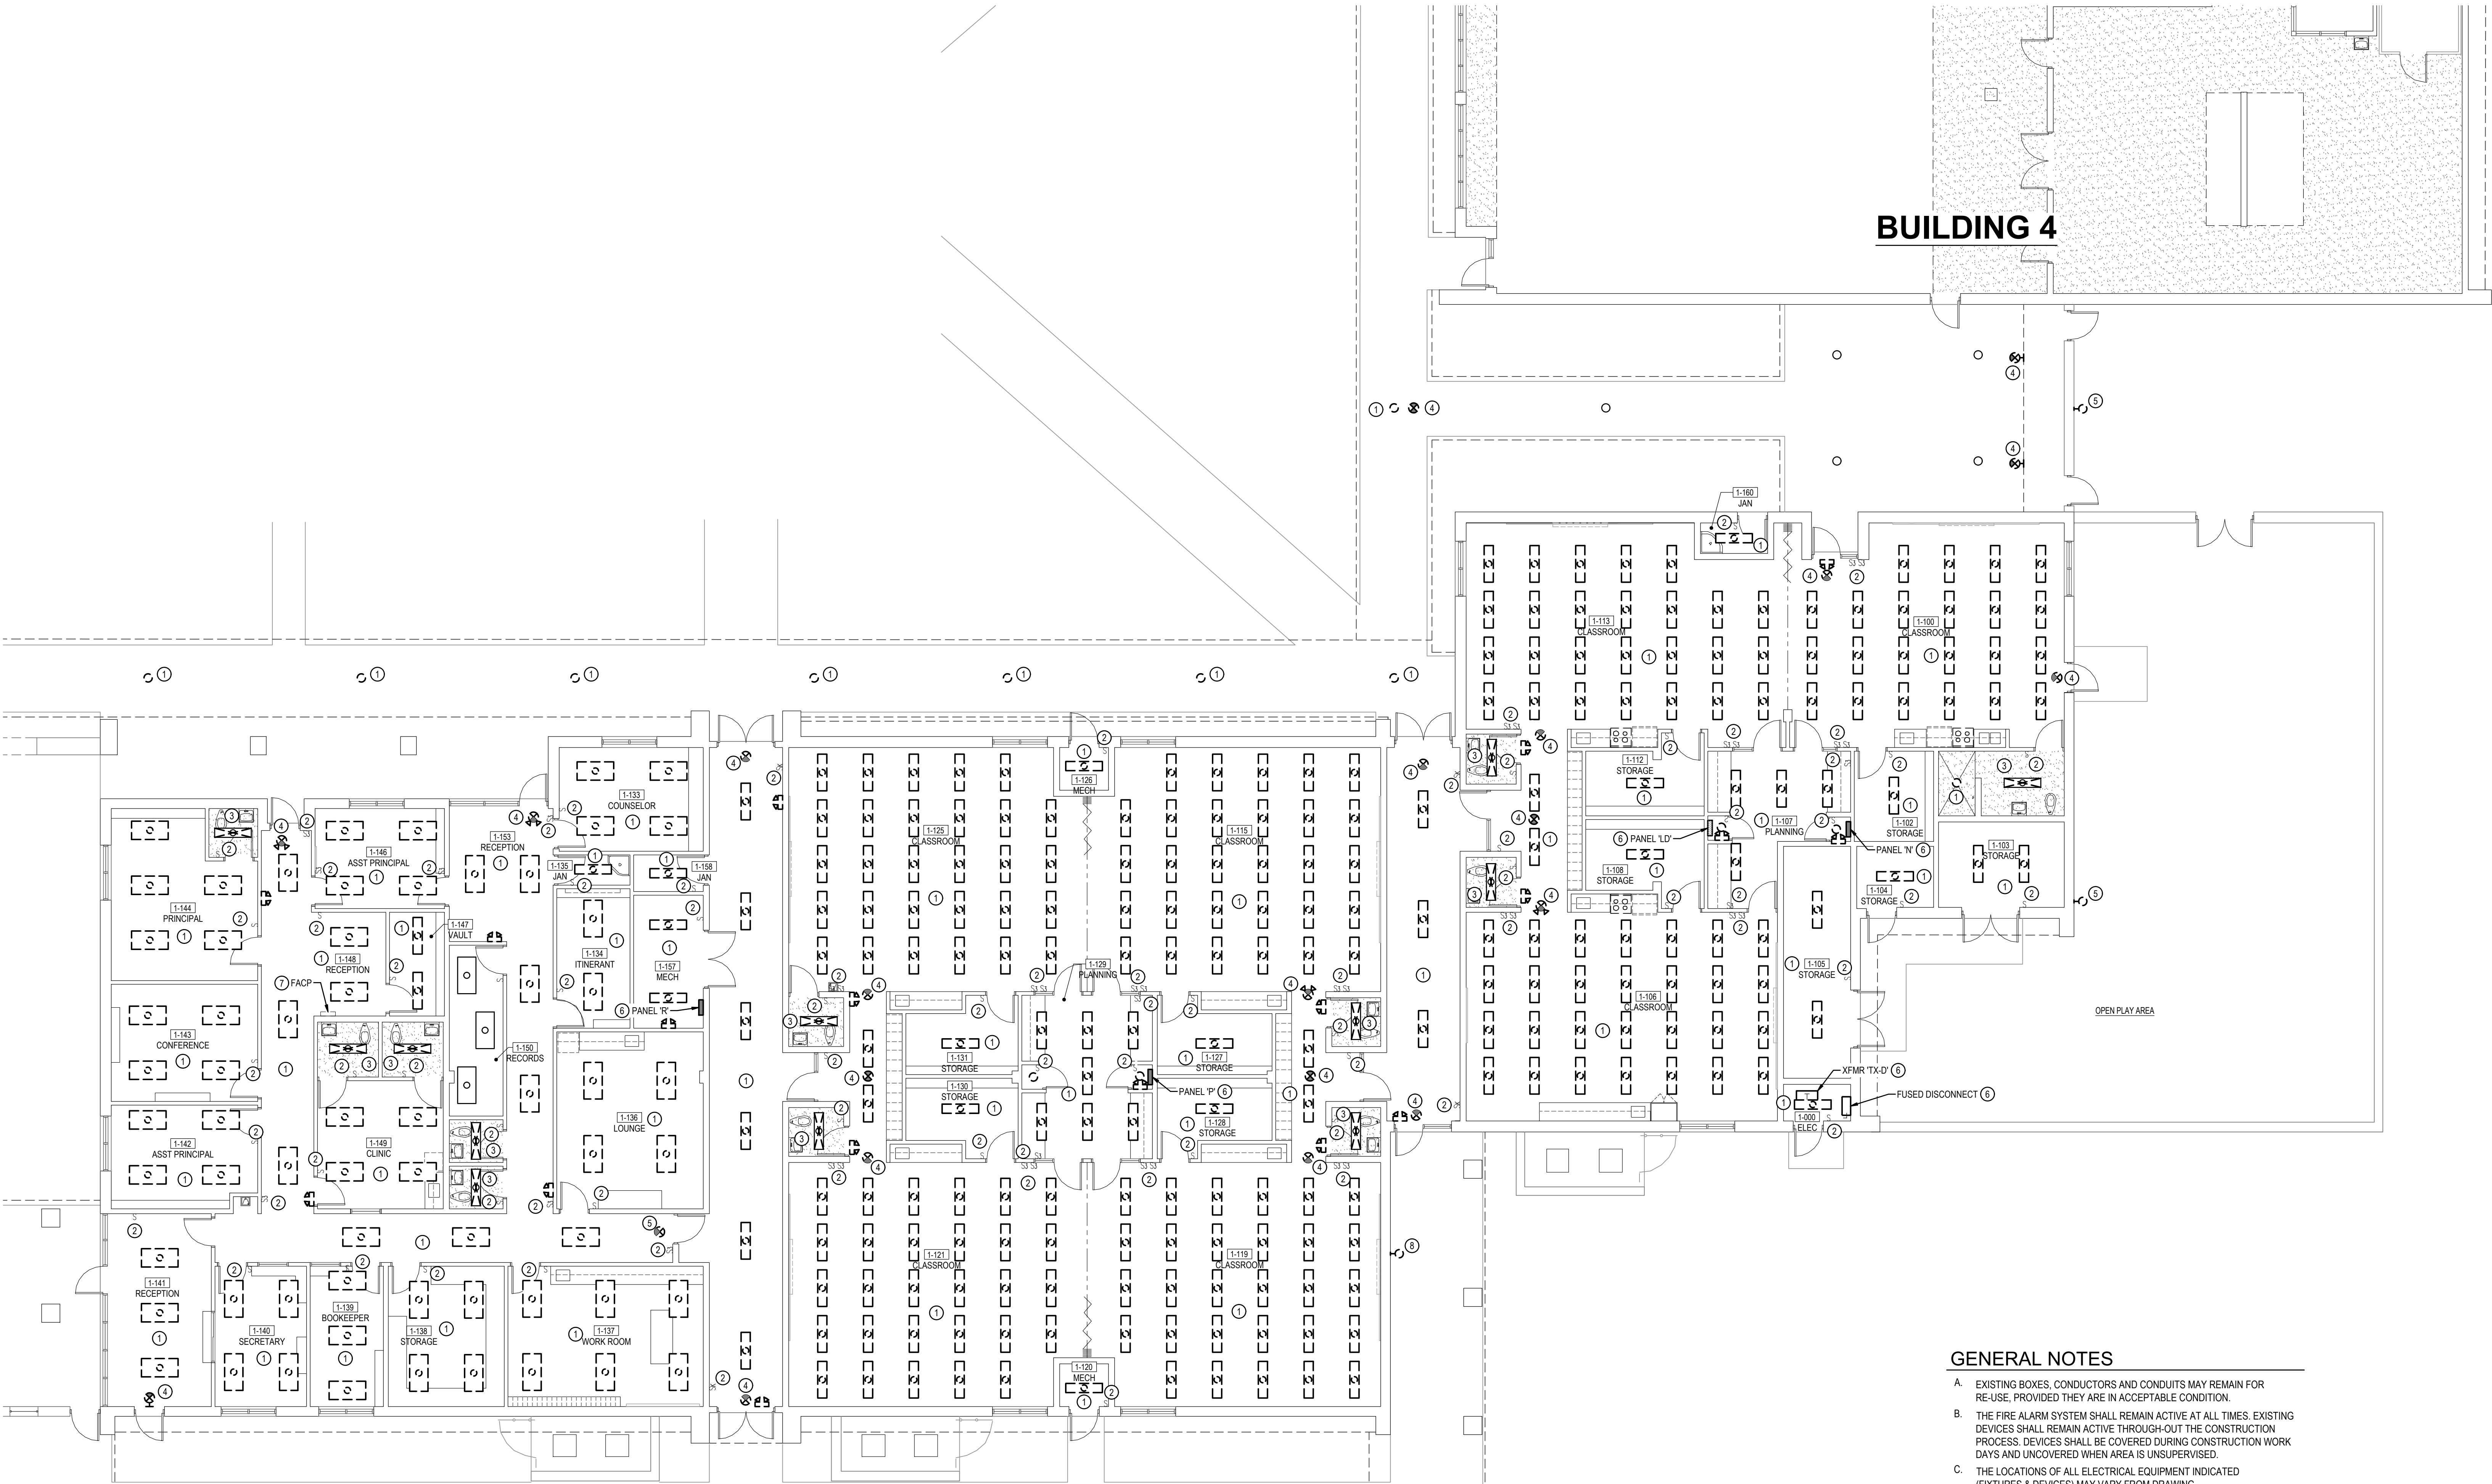 BUILDING 4
1-160
JAN
1-113
CLASSROOM
1-100
CLASSROOM
1-112
STORAGE
1-107
PLANNING
1-102
STORAGE
PANEL 'LD'
PANEL 'N'
1-103
STORAGE
1-108
STORAGE
1-104
STORAGE
1-105
STORAGE
1-106
CLASSROOM
OPEN PLAY AREA
XFMR 'TX-D'
FUSED DISCONNECT
1-000
ELEC
1-126
MECH
1-133
COUNSELOR
1-125
CLASSROOM
1-115
CLASSROOM
1-153
RECEPTION
1-146
ASST PRINCIPAL
1-135
JAN
1-158
JAN
1-144
PRINCIPAL
1-147
VAULT
1-148
RECEPTION
1-134
ITINERANT
1-157
MECH
1-129
PLANNING
FACP
PANEL 'R'
1-143
CONFERENCE
1-150
RECORDS
1-131
STORAGE
1-127
STORAGE
1-130
STORAGE
PANEL 'P'
1-128
STORAGE
1-136
LOUNGE
1-142
ASST PRINCIPAL
1-149
CLINIC
1-121
CLASSROOM
1-119
CLASSROOM
1-141
RECEPTION
1-139
BOOKEEPER
1-140
SECRETARY
1-138
STORAGE
1-137
WORK ROOM
1-120
MECH
GENERAL NOTES
A. EXISTING BOXES, CONDUCTORS AND CONDUITS MAY REMAIN FOR
RE-USE, PROVIDED THEY ARE IN ACCEPTABLE CONDITION.
B. THE FIRE ALARM SYSTEM SHALL REMAIN ACTIVE AT ALL TIMES. EXISTING
DEVICES SHALL REMAIN ACTIVE THROUGH-OUT THE CONSTRUCTION
PROCESS. DEVICES SHALL BE COVERED DURING CONSTRUCTION WORK
DAYS AND UNCOVERED WHEN AREA IS UNSUPERVISED.
C. THE LOCATIONS OF ALL ELECTRICAL EQUIPMENT INDICATED
(FIXTURES & DEVICES) MAY VARY FROM DRAWING.